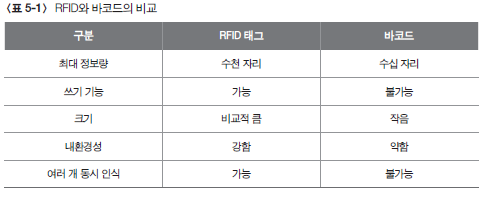 〈표 5-1〉 RFID와 바코드의 비교
구분 RFID 태그 바코드
최대 정보량 수천 자리 수십 자리
쓰기 기능 가능 불가능
크기 비교적 큼 작음
내환경성 강함 약함
여러 개 동시 인식 가능 불가능